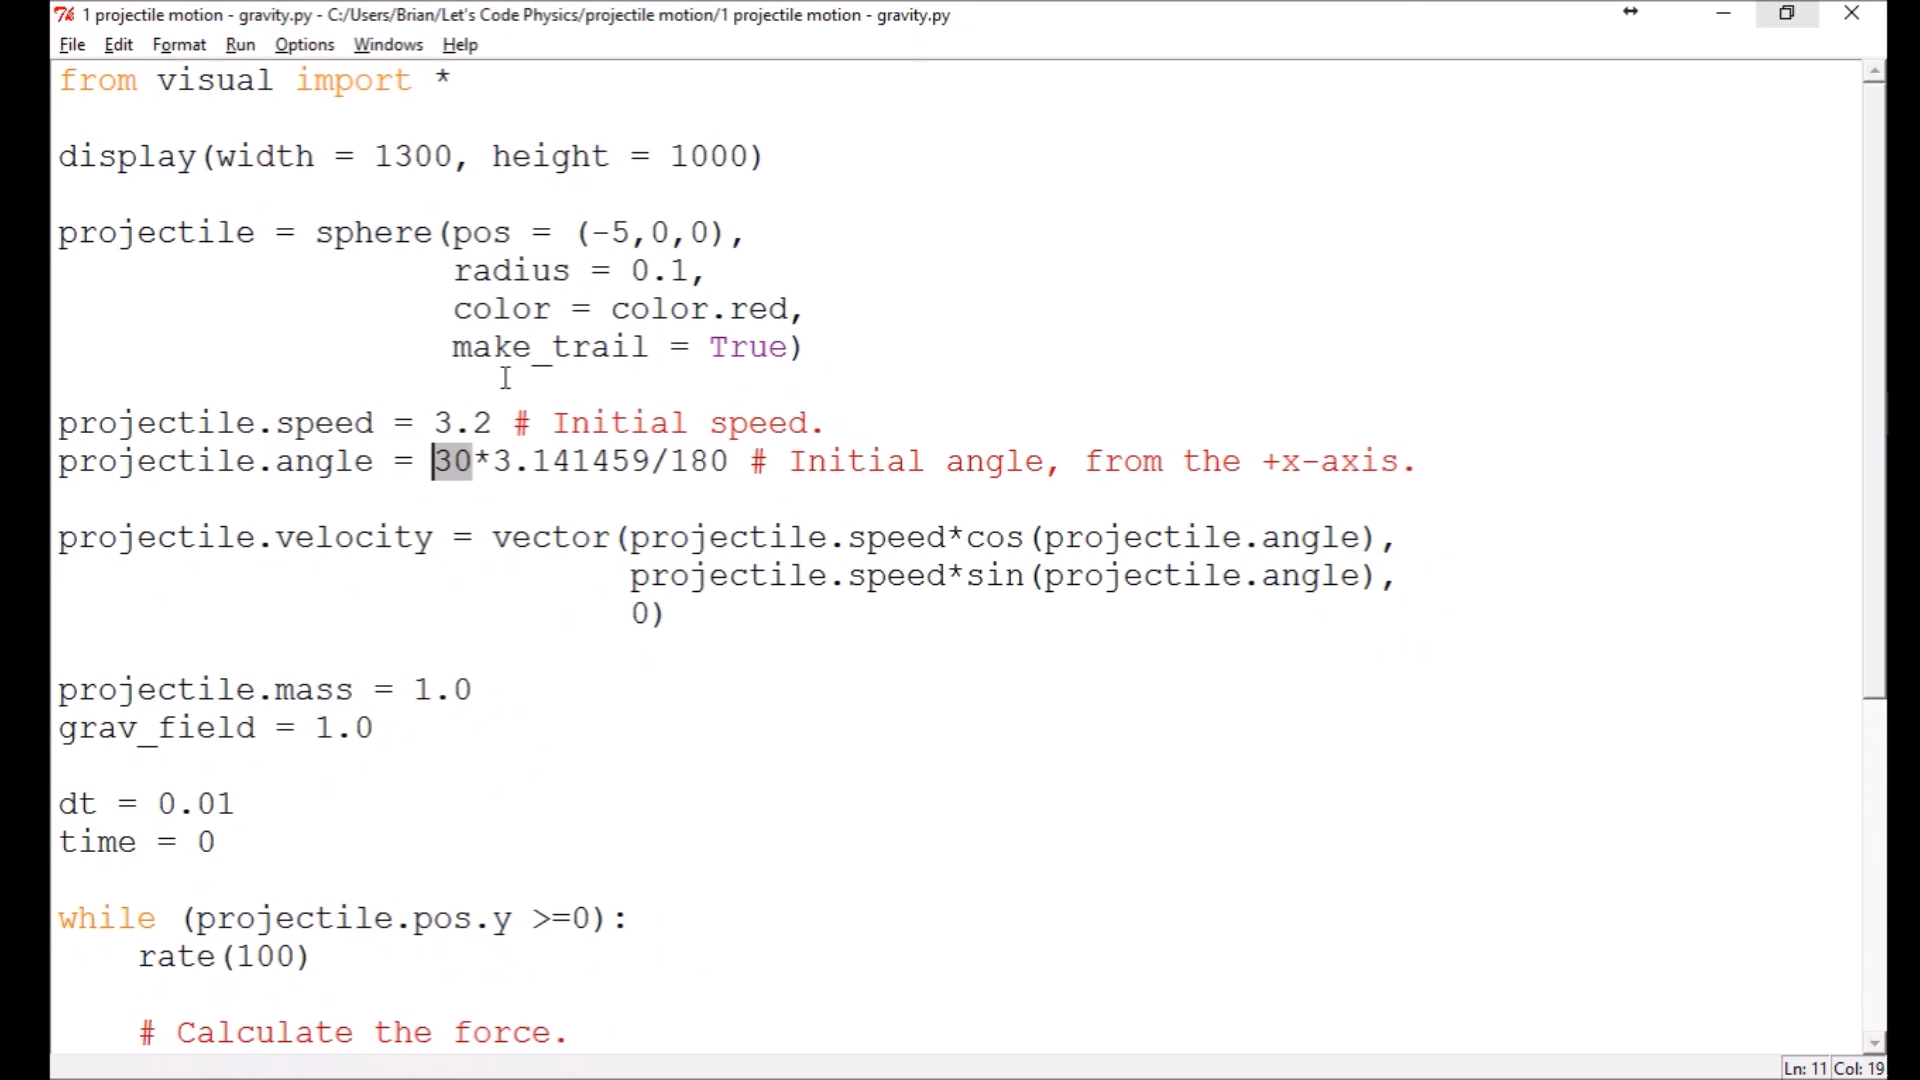 1 projectile motion - gravity.py - C:/Users/Brian/Let's Code Physics/projectile motion/1 projectile motion - gravity.py
File Edit Format Run Options Windows Help
from visual import *
display(width = 1300, height = 1000)
projectile = sphere(pos = (-5,0,0),
radius = 0.1,
color = color.red,
make_trail = True)
projectile.speed = 3.2 # Initial speed.
projectile.angle = 30*3.141459/180 # Initial angle, from the +x-axis.
projectile.velocity = vector(projectile.speed*cos(projectile.angle),
projectile.speed*sin(projectile.angle),
0)
projectile.mass = 1.0
grav_field = 1.0
dt = 0.01
time = 0
while (projectile.pos.y >=0):
rate(100)
# Calculate the force.
Ln: 11 Col: 19